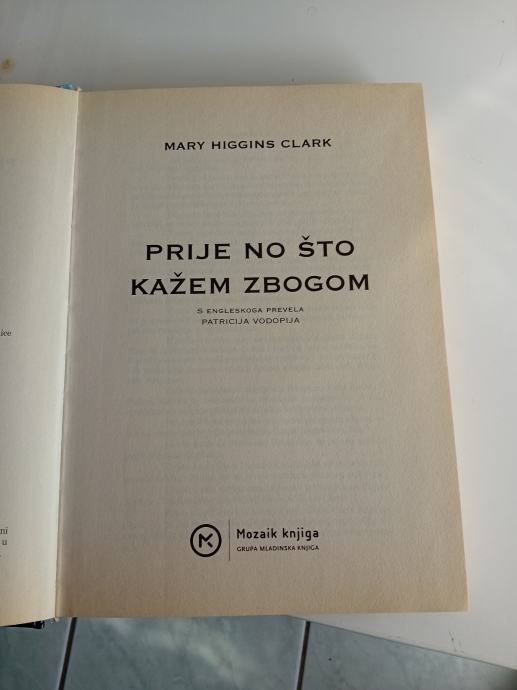 MARY HIGGINS CLARK
PRIJE NO ŠTO
KAŽEM ZBOGOM
S ENGLESKOGA PREVELA
PATRICIJA VODOPIJA
Mozaik knjiga
GRUPA MLADINSKA KNJIGA